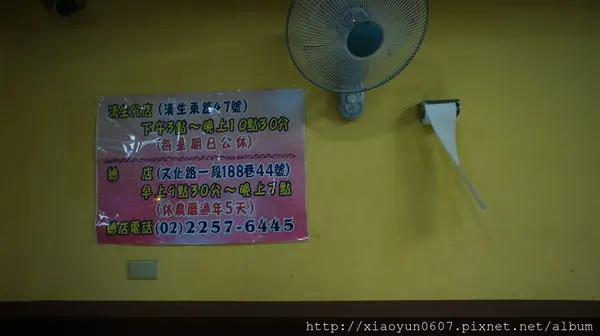 漢生分店(漢生東路47號)
下午3點～晚上10點30分
(每星期日公休)
總 店(文化路一段188巷44號)
早上9點30分～晚上7點
(休農曆過年5天)
總店電話(02)2257-6445
http://xiaoyun0607.pixnet.net/album